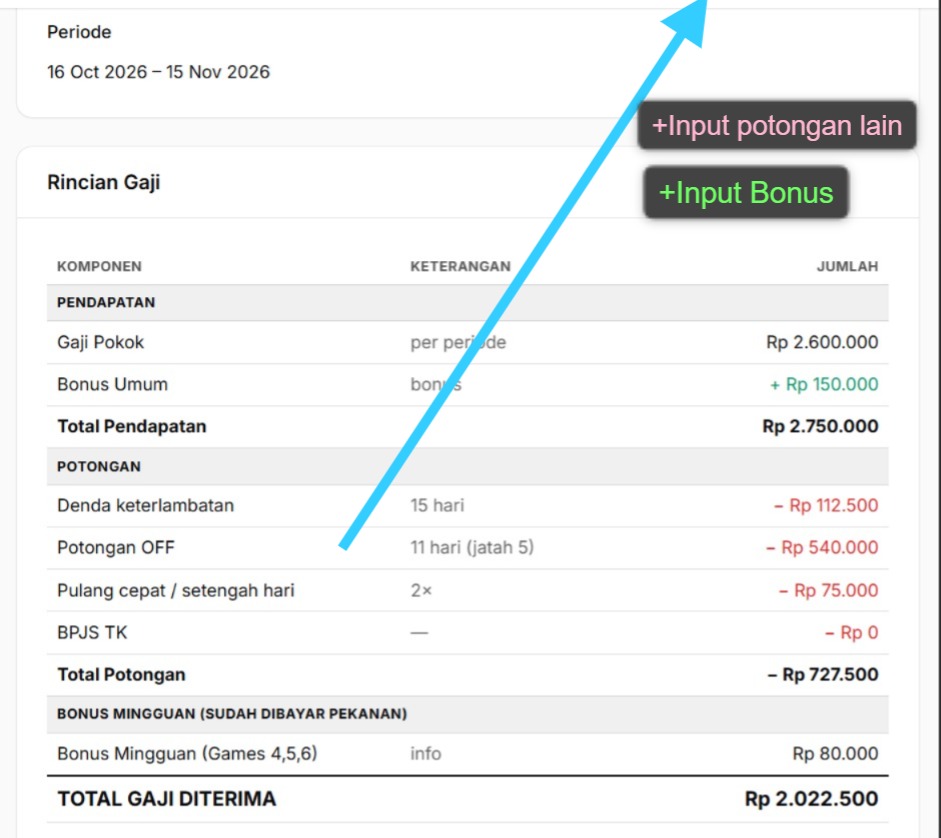 Periode
16 Oct 2026 – 15 Nov 2026
+Input potongan lain
Rincian Gaji
+Input Bonus
KOMPONEN KETERANGAN JUMLAH
PENDAPATAN
Gaji Pokok per periode Rp 2.600.000
Bonus Umum bonus + Rp 150.000
Total Pendapatan Rp 2.750.000
POTONGAN
Denda keterlambatan 15 hari – Rp 112.500
Potongan OFF 11 hari (jatah 5) – Rp 540.000
Pulang cepat / setengah hari 2× – Rp 75.000
BPJS TK — – Rp 0
Total Potongan – Rp 727.500
BONUS MINGGUAN (SUDAH DIBAYAR PEKANAN)
Bonus Mingguan (Games 4,5,6) info Rp 80.000
TOTAL GAJI DITERIMA Rp 2.022.500